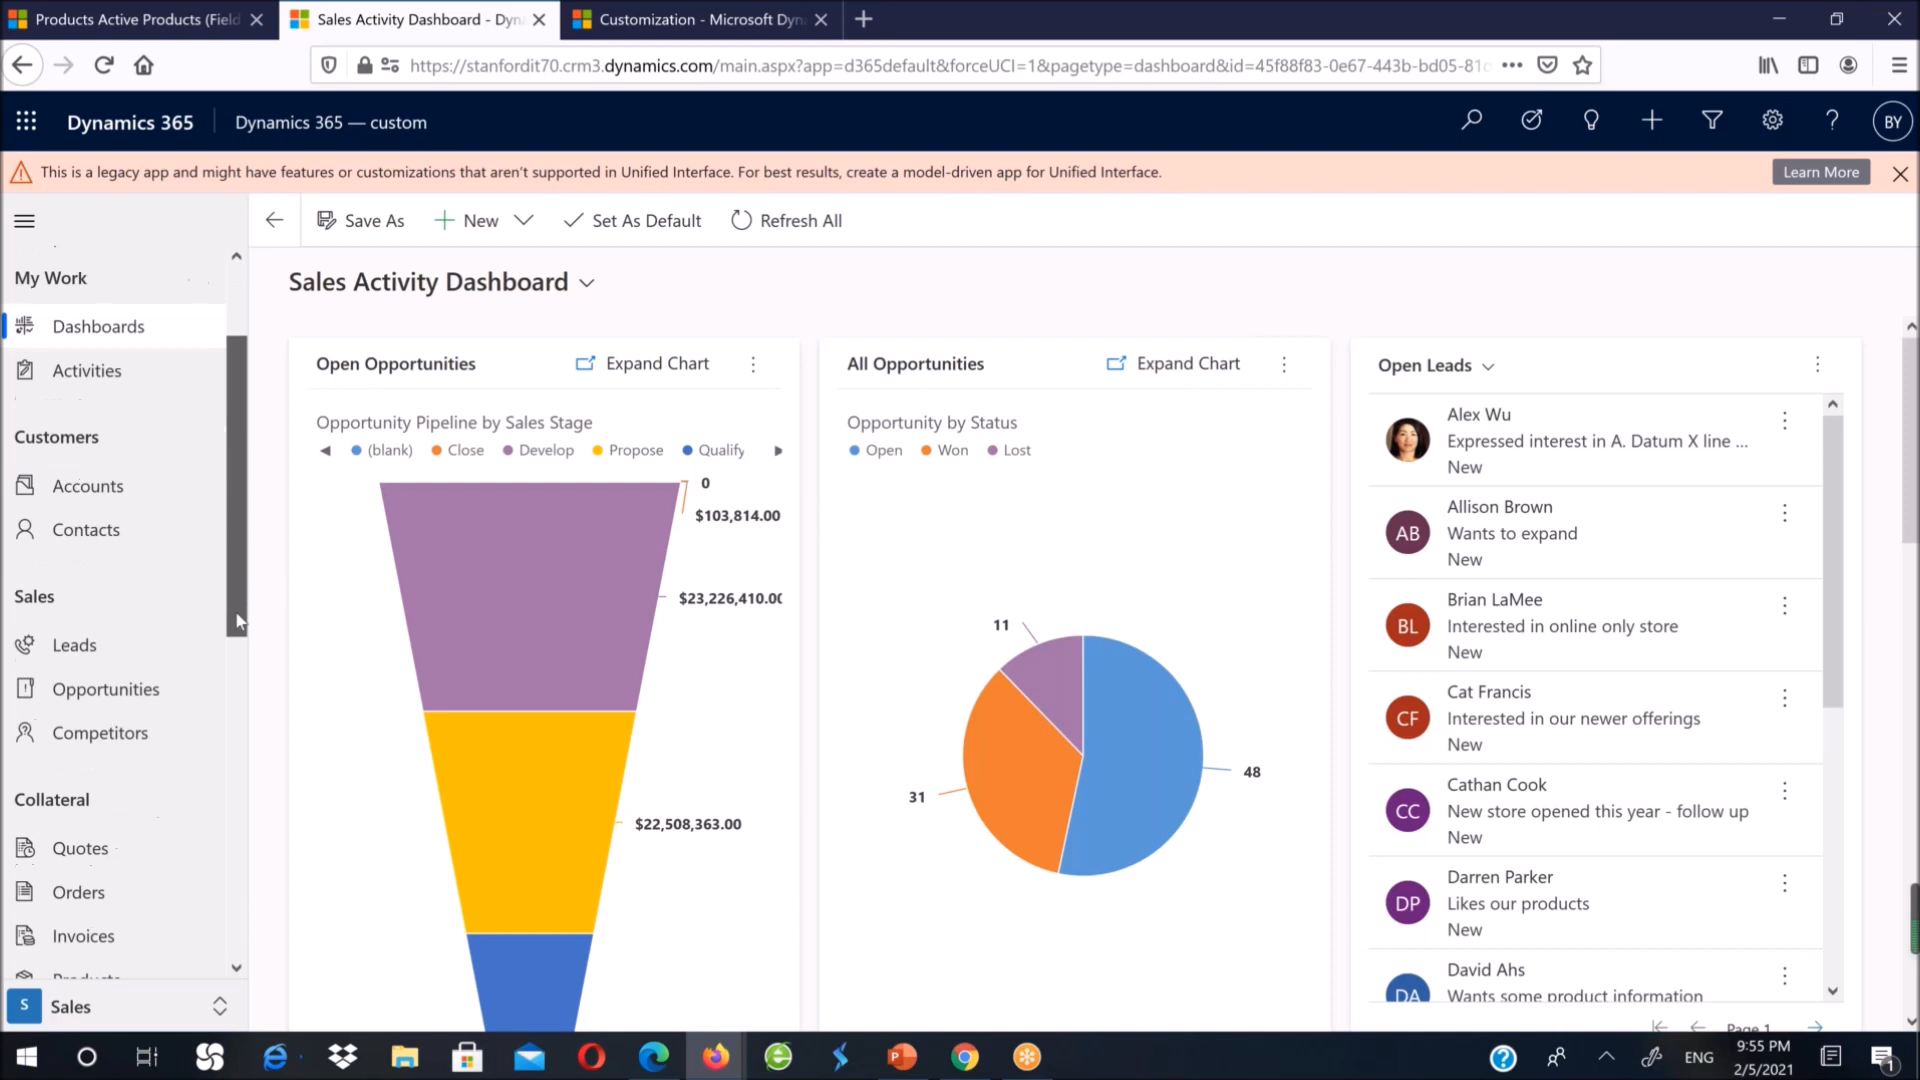 Products Active Products (Field
Sales Activity Dashboard - Dyna
Customization - Microsoft Dyn
https://stanfordit70.crm3.dynamics.com/main.aspx?app=d365default&forceUCI=1&pagetype=dashboard&id=45f88f83-0e67-443b-bd05-81
Dynamics 365
Dynamics 365 — custom
BY
This is a legacy app and might have features or customizations that aren't supported in Unified Interface. For best results, create a model-driven app for Unified Interface.
Learn More
Save As
New
Set As Default
Refresh All
My Work
Dashboards
Activities
Customers
Accounts
Contacts
Sales
Leads
Opportunities
Competitors
Collateral
Quotes
Orders
Invoices
Products
S
Sales
Sales Activity Dashboard
Open Opportunities
Expand Chart
Opportunity Pipeline by Sales Stage
(blank) Close Develop Propose Qualify
0
$103,814.00
$23,226,410.00
$22,508,363.00
All Opportunities
Expand Chart
Opportunity by Status
Open Won Lost
11
31
48
Open Leads
Alex Wu
Expressed interest in A. Datum X line ...
New
AB
Allison Brown
Wants to expand
New
BL
Brian LaMee
Interested in online only store
New
CF
Cat Francis
Interested in our newer offerings
New
CC
Cathan Cook
New store opened this year - follow up
New
DP
Darren Parker
Likes our products
New
DA
David Ahs
Wants some product information
Page 1
ENG
9:55 PM
2/5/2021
1